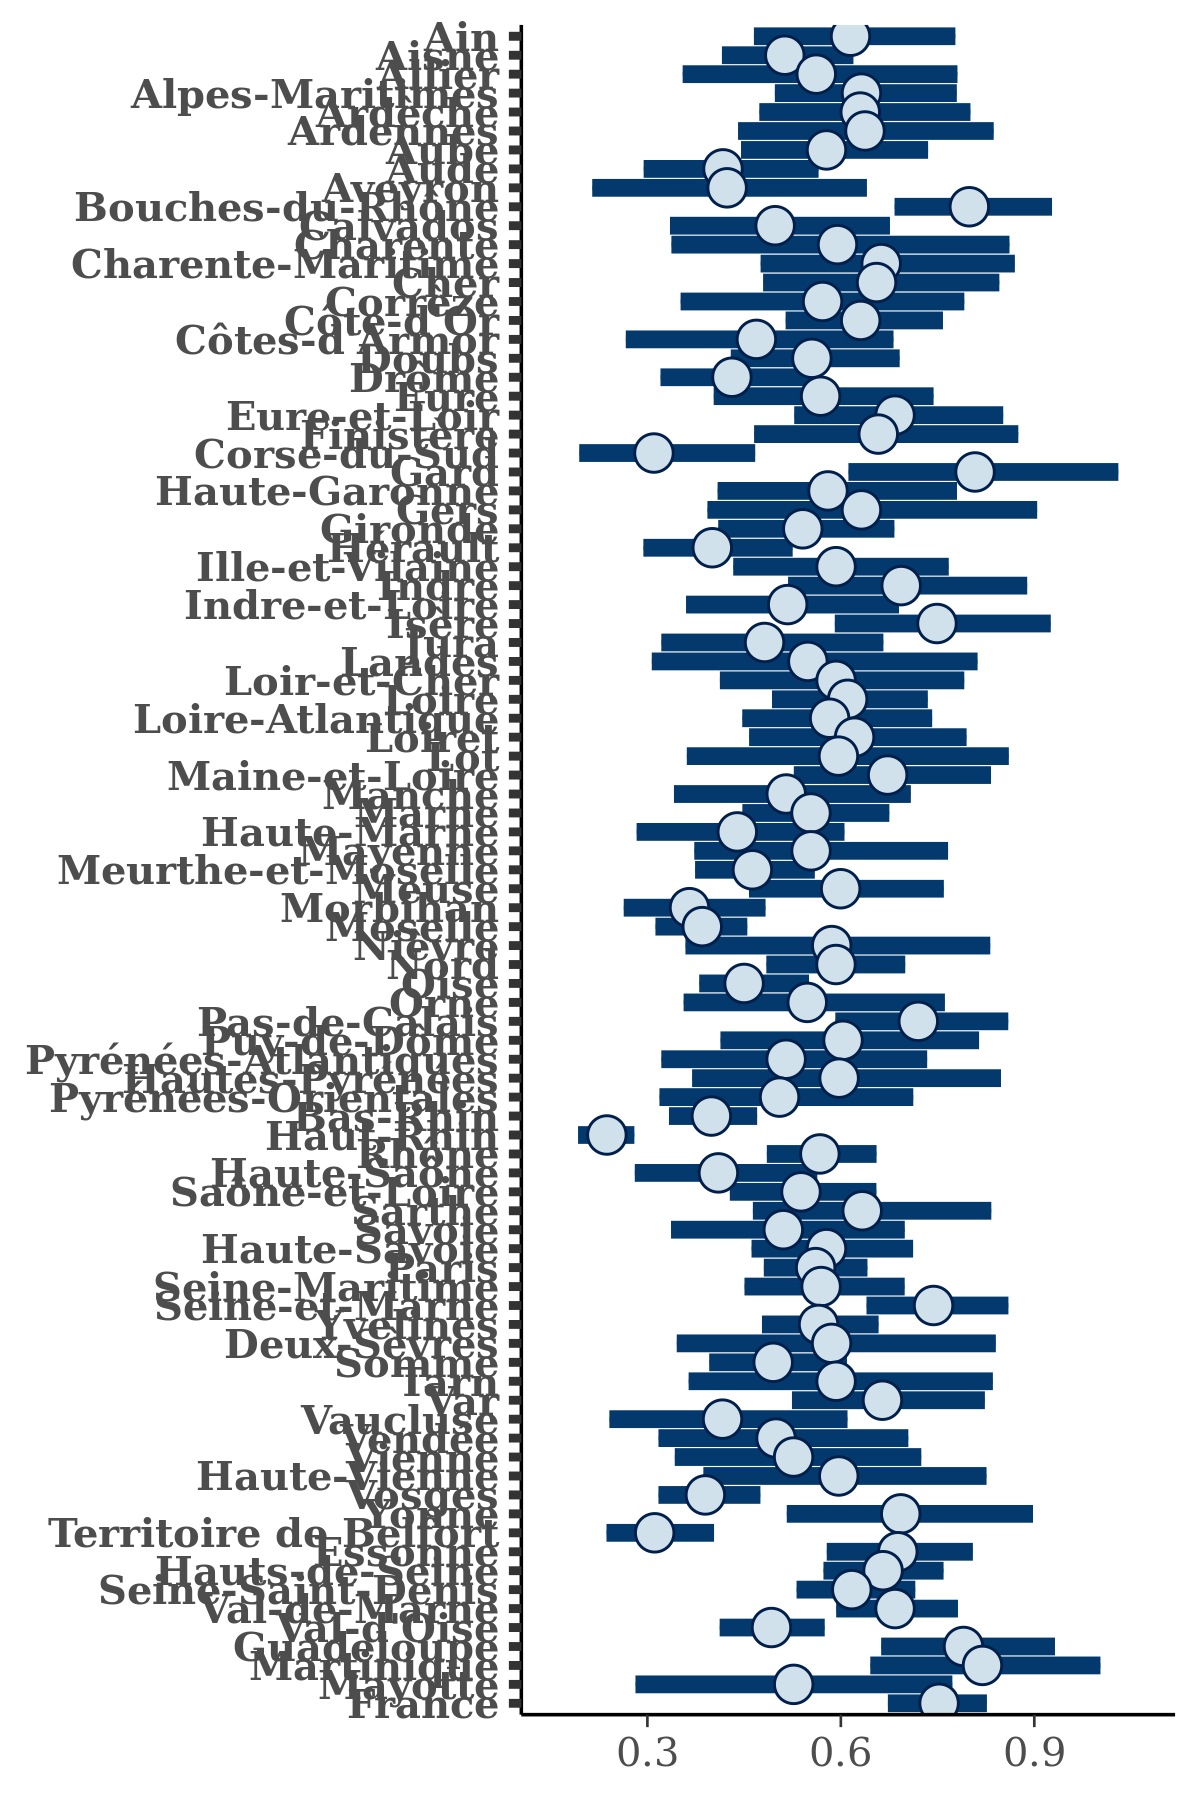 Ain
Aisne
Allier
Alpes-Maritimes
Ardèche
Ardennes
Aube
Aude
Aveyron
Bouches-du-Rhône
Calvados
Charente
Charente-Maritime
Cher
Corrèze
Côte-d'Or
Côtes-d'Armor
Doubs
Drôme
Eure
Eure-et-Loir
Finistère
Corse-du-Sud
Gard
Haute-Garonne
Gers
Gironde
Hérault
Ille-et-Vilaine
Indre
Indre-et-Loire
Isère
Jura
Landes
Loir-et-Cher
Loire
Loire-Atlantique
Loiret
Lot
Maine-et-Loire
Manche
Marne
Haute-Marne
Mayenne
Meurthe-et-Moselle
Meuse
Morbihan
Moselle
Nièvre
Nord
Oise
Orne
Pas-de-Calais
Puy-de-Dôme
Pyrénées-Atlantiques
Hautes-Pyrénées
Pyrénées-Orientales
Bas-Rhin
Haut-Rhin
Rhône
Haute-Saône
Saône-et-Loire
Sarthe
Savoie
Haute-Savoie
Paris
Seine-Maritime
Seine-et-Marne
Yvelines
Deux-Sèvres
Somme
Tarn
Var
Vaucluse
Vendée
Vienne
Haute-Vienne
Vosges
Yonne
Territoire de Belfort
Essonne
Hauts-de-Seine
Seine-Saint-Denis
Val-de-Marne
Val-d'Oise
Guadeloupe
Martinique
Mayotte
France
0.3 0.6 0.9